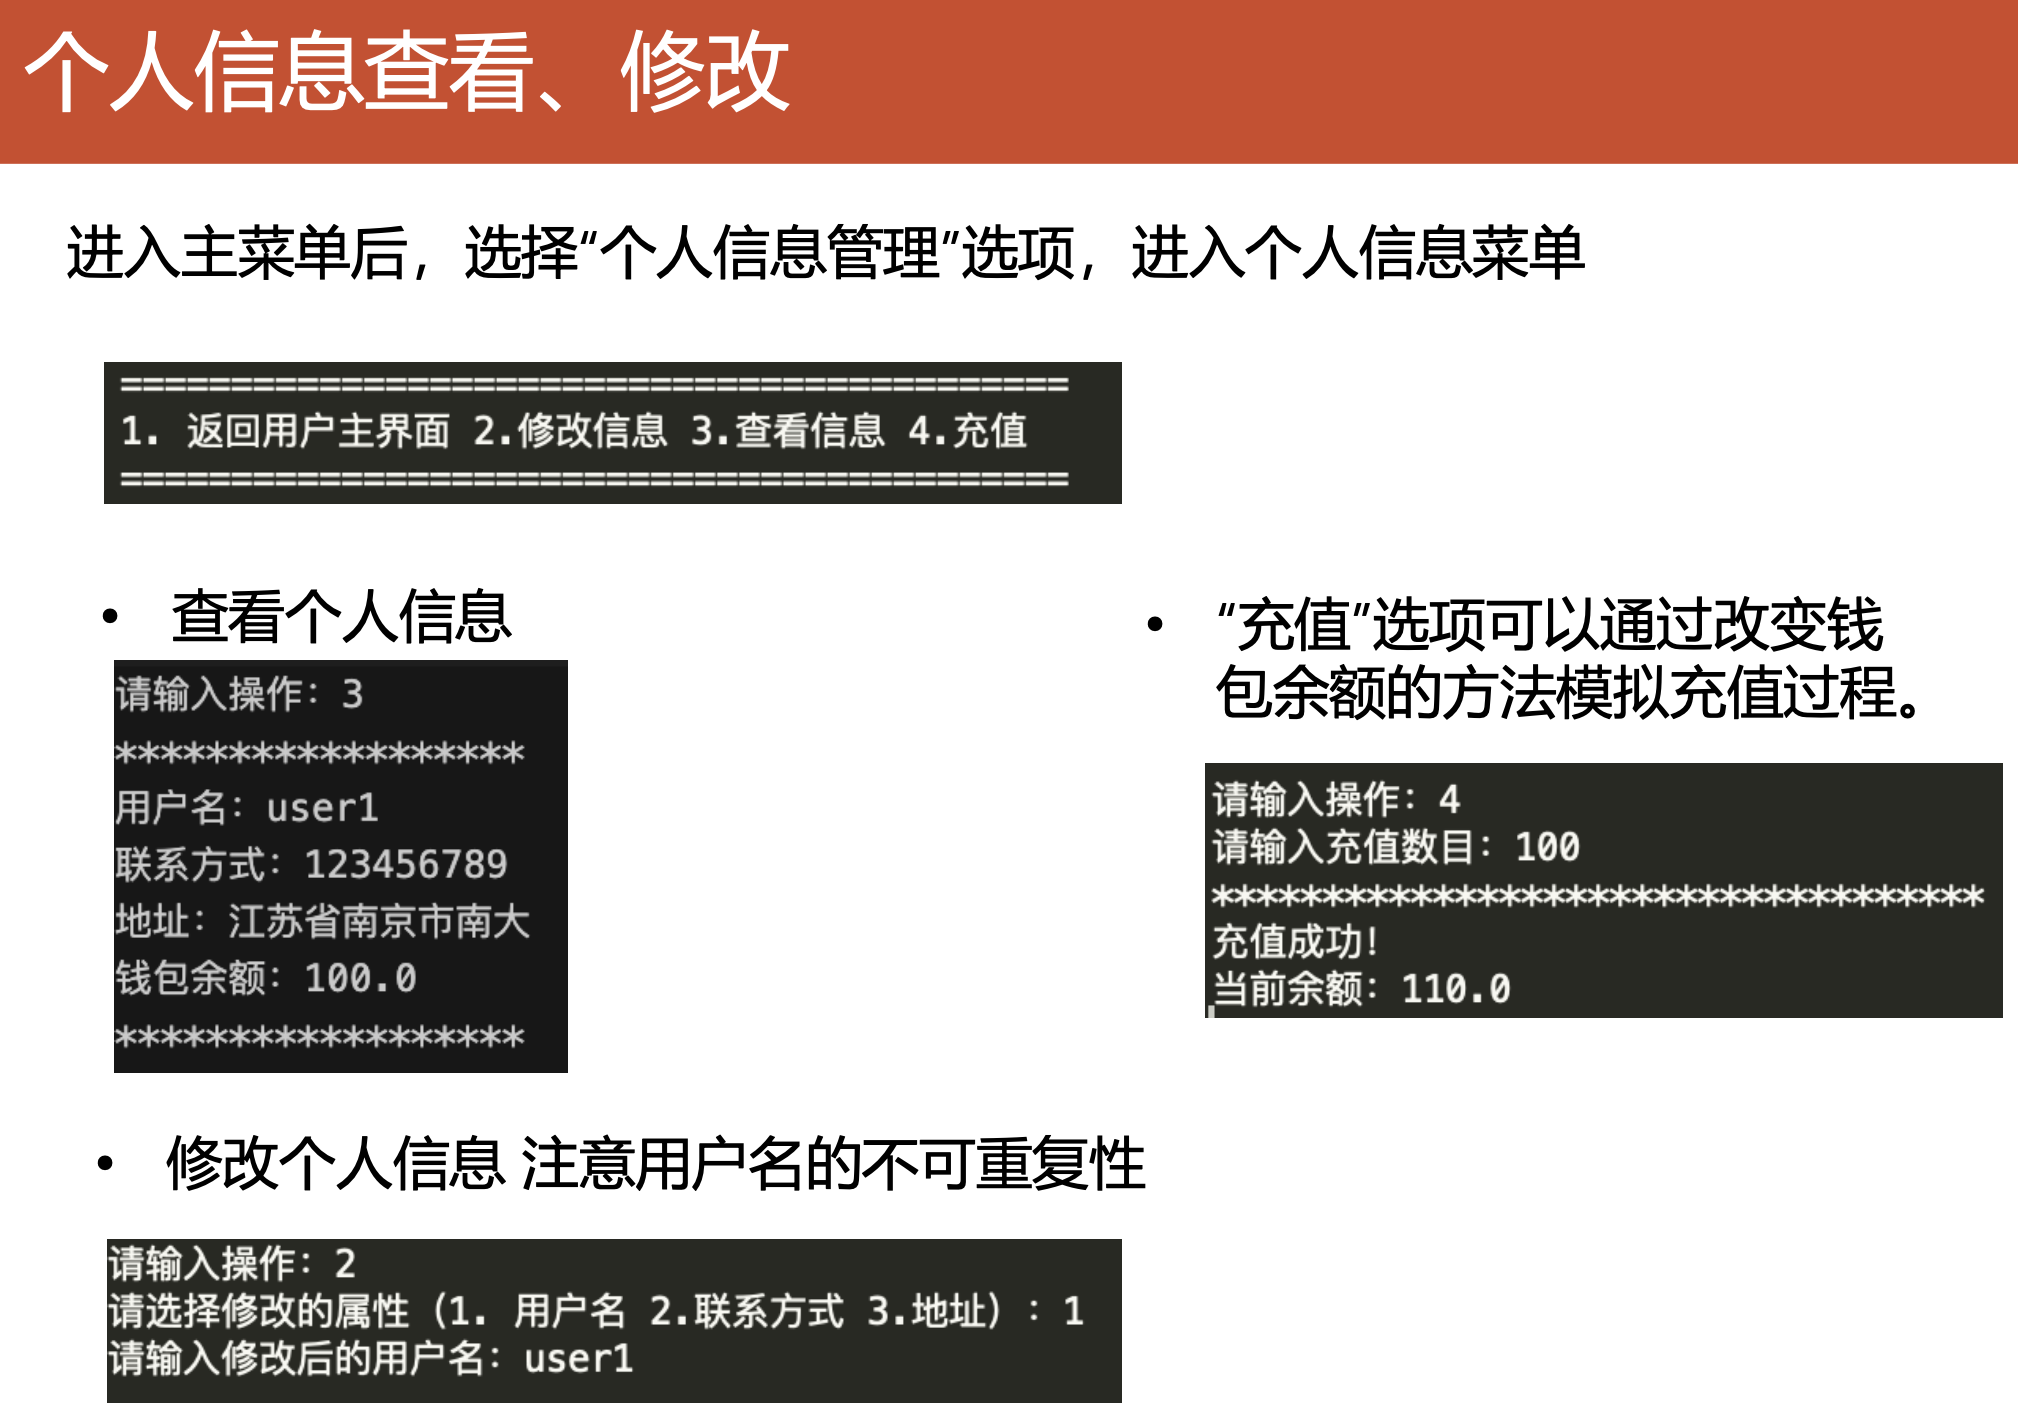 个人信息查看、修改
进入主菜单后，选择“个人信息管理”选项，进入个人信息菜单
===========================================
1. 返回用户主界面 2.修改信息 3.查看信息 4.充值
===========================================
• 查看个人信息
请输入操作：3
******************
用户名：user1
联系方式：123456789
地址：江苏省南京市南大
钱包余额：100.0
******************
• “充值”选项可以通过改变钱
包余额的方法模拟充值过程。
请输入操作：4
请输入充值数目：100
***********************************
充值成功！
当前余额：110.0
• 修改个人信息 注意用户名的不可重复性
请输入操作：2
请选择修改的属性（1. 用户名 2.联系方式 3.地址）：1
请输入修改后的用户名：user1